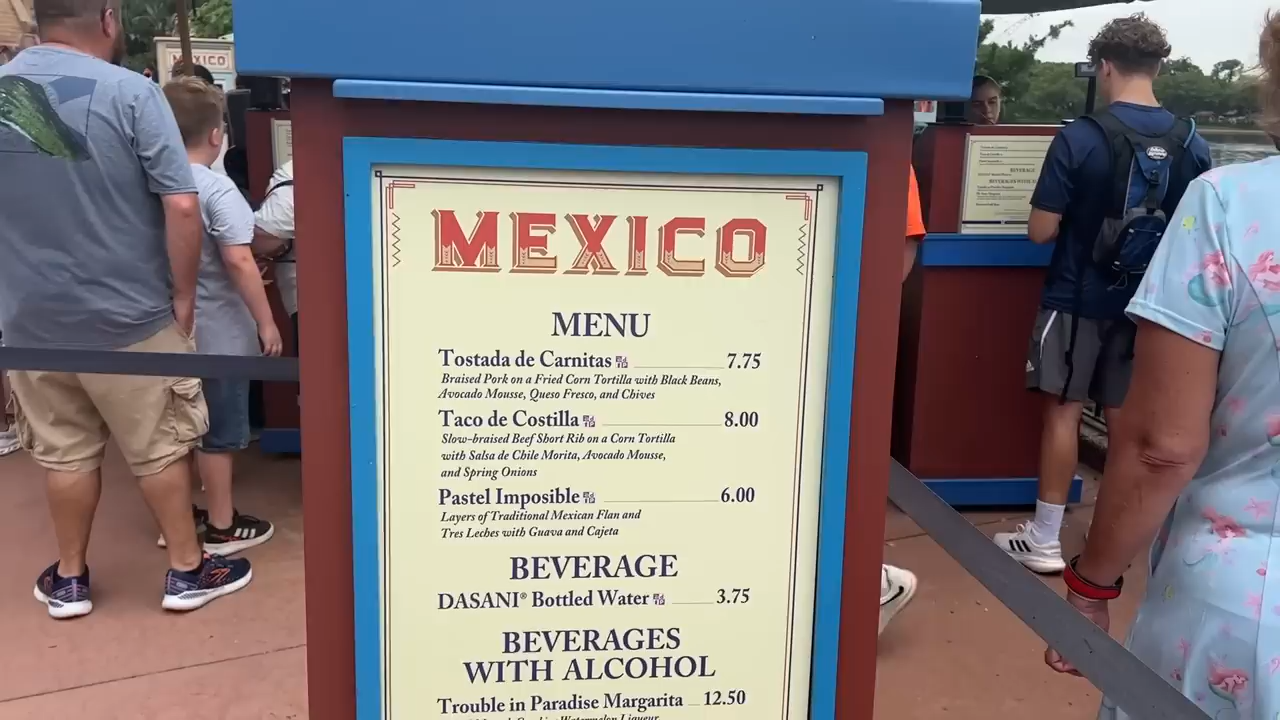 MEXICO
MEXICO
MENU
Tostada de Carnitas 7.75
Braised Pork on a Fried Corn Tortilla with Black Beans,
Avocado Mousse, Queso Fresco, and Chives
Taco de Costilla 8.00
Slow-braised Beef Short Rib on a Corn Tortilla
with Salsa de Chile Morita, Avocado Mousse,
and Spring Onions
Pastel Imposible 6.00
Layers of Traditional Mexican Flan and
Tres Leches with Guava and Cajeta
BEVERAGE
DASANI® Bottled Water 3.75
BEVERAGES
WITH ALCOHOL
Trouble in Paradise Margarita 12.50
Watermelon Liqueur
BEVERAGE